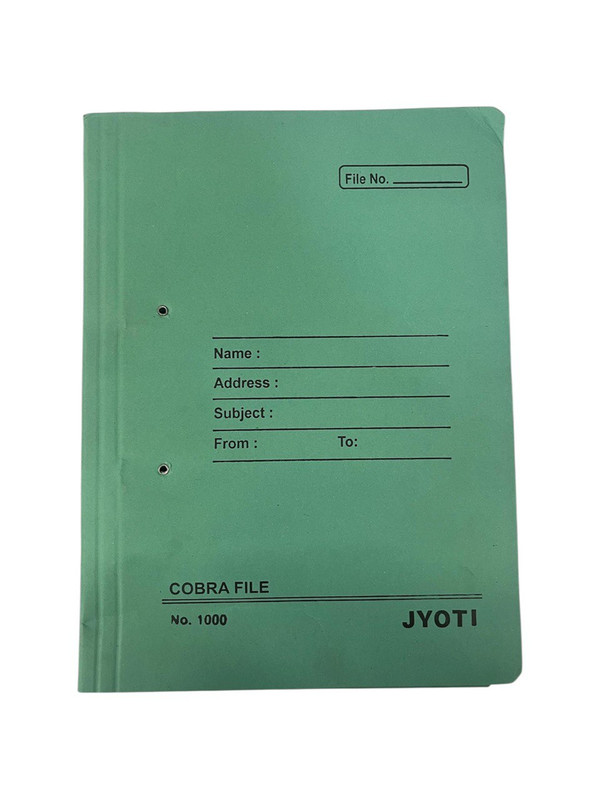 File No.
Name :
Address :
Subject :
From : To:
COBRA FILE
No. 1000 JYOTI